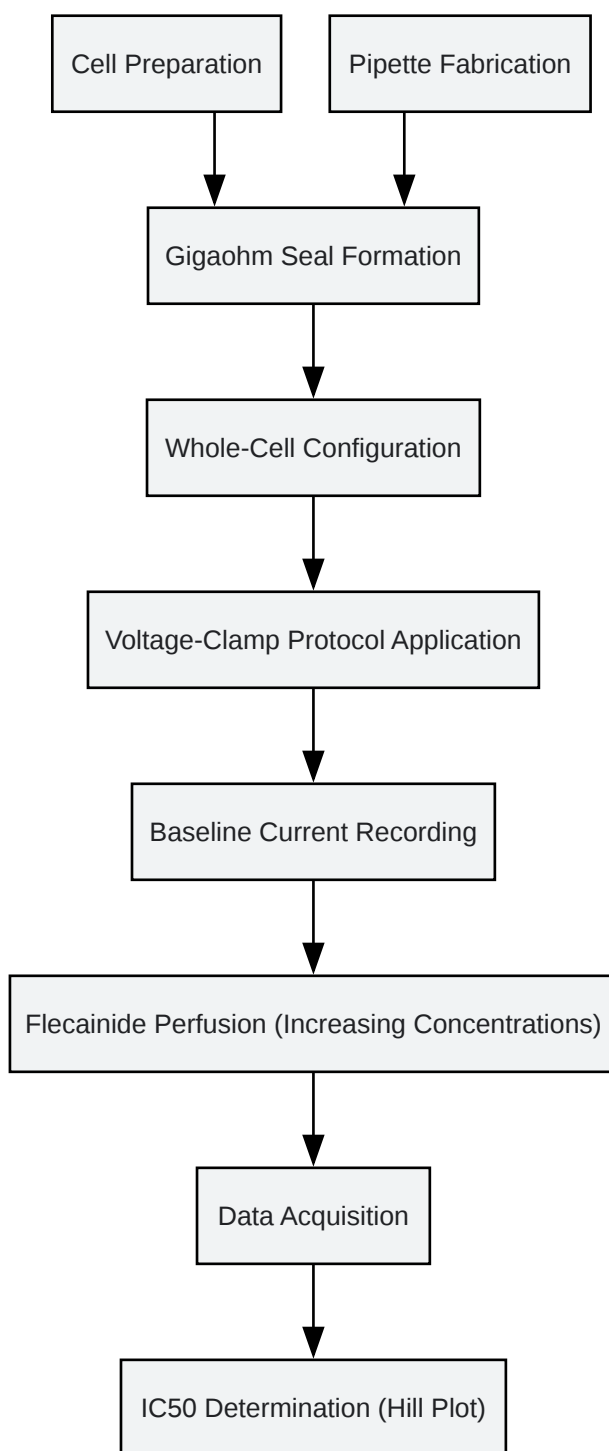 Cell Preparation
Pipette Fabrication
Gigaohm Seal Formation
Whole-Cell Configuration
Voltage-Clamp Protocol Application
Baseline Current Recording
Flecainide Perfusion (Increasing Concentrations)
Data Acquisition
IC50 Determination (Hill Plot)